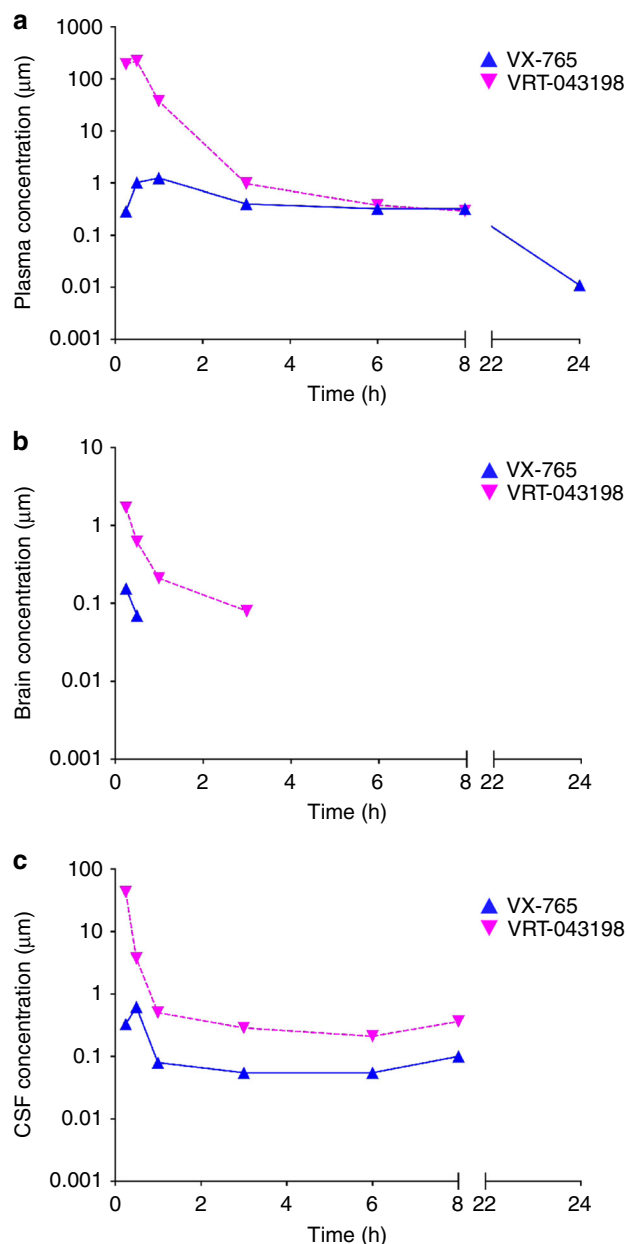 a
Plasma concentration (μm)
1000
100
10
1
0.1
0.01
0.001
VX-765
VRT-043198
0 2 4 6 8 22 24
Time (h)
b
Brain concentration (μm)
10
1
0.1
0.01
0.001
VX-765
VRT-043198
0 2 4 6 8 22 24
Time (h)
c
CSF concentration (μm)
100
10
1
0.1
0.01
0.001
VX-765
VRT-043198
0 2 4 6 8 22 24
Time (h)